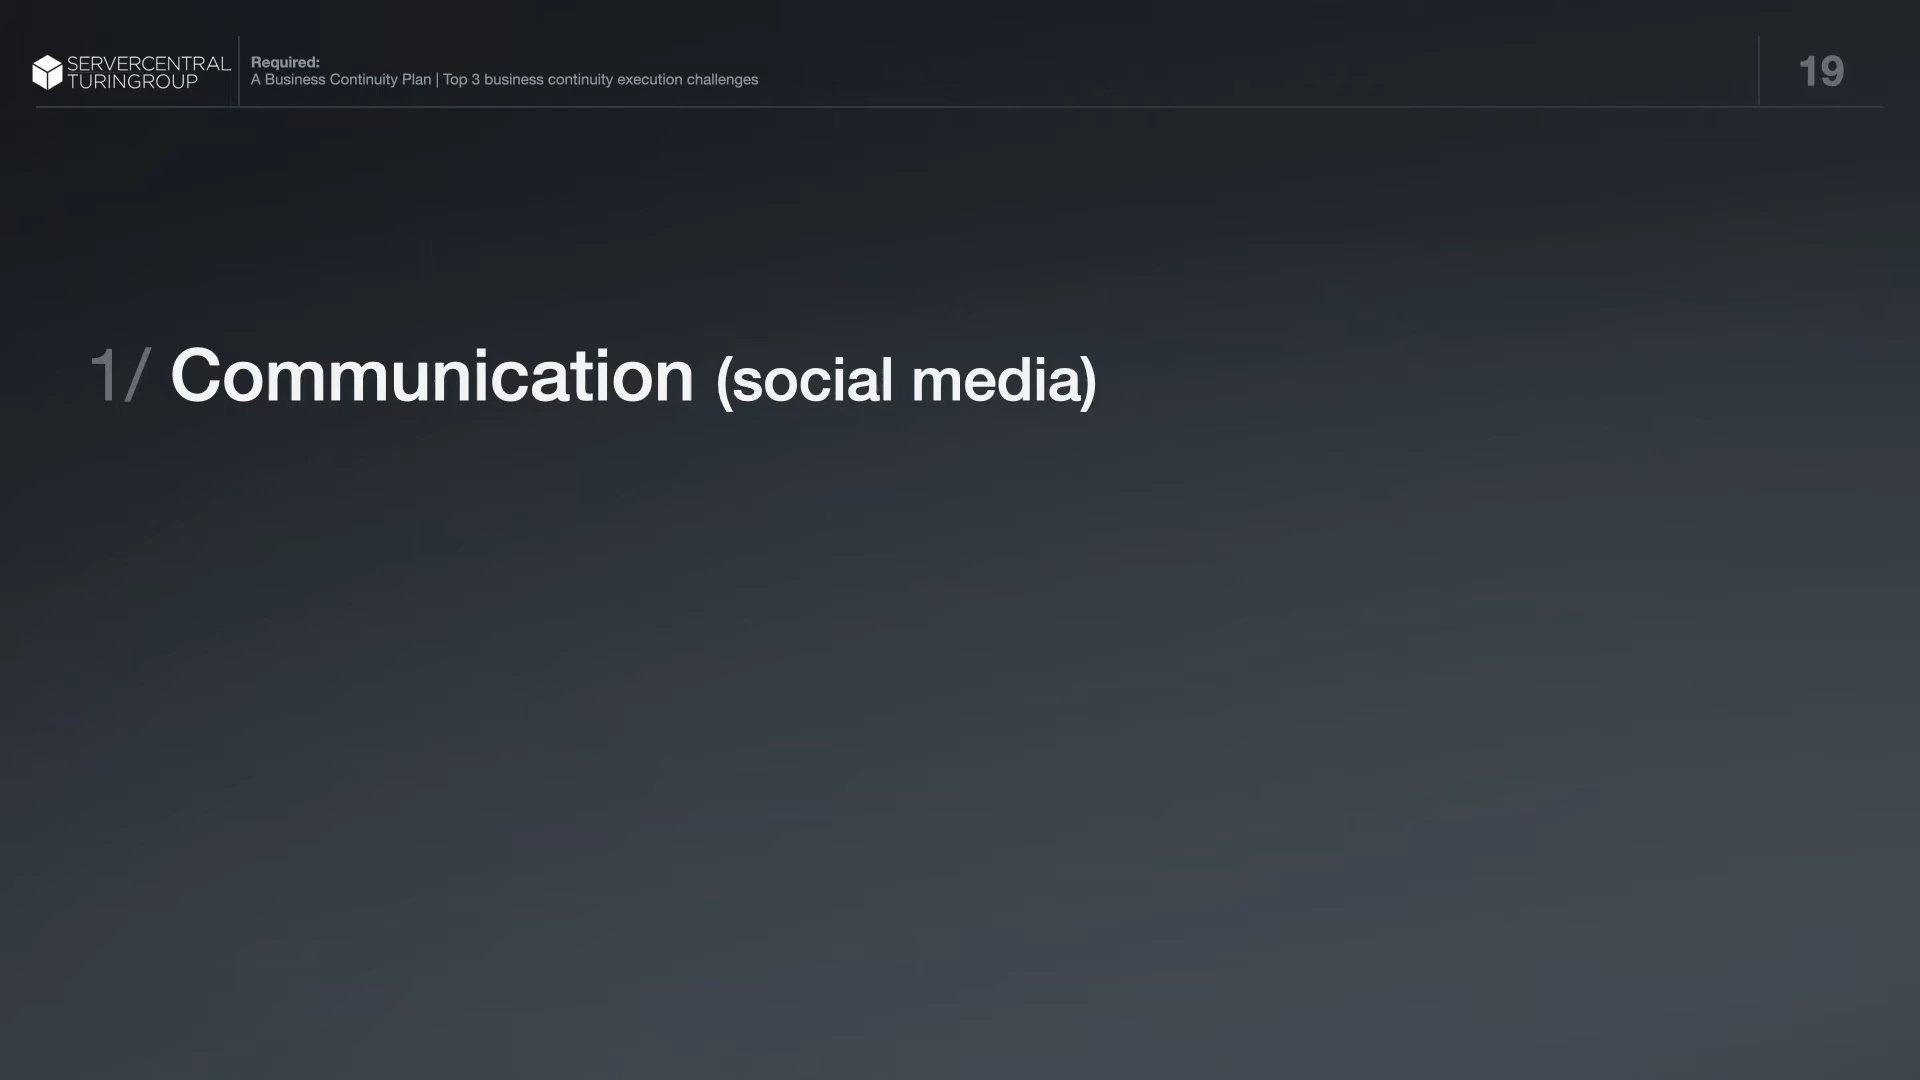 SERVERCENTRAL
TURINGROUP
Required:
A Business Continuity Plan | Top 3 business continuity execution challenges
19
1/ Communication (social media)